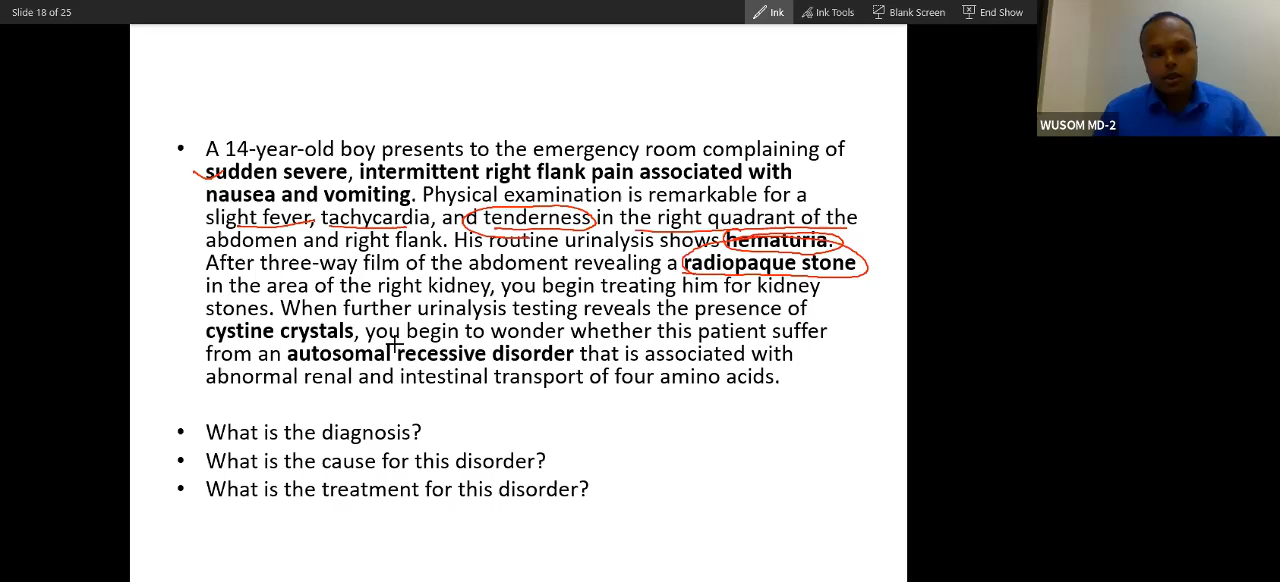 Slide 18 of 25
Ink
Ink Tools
Blank Screen
End Show
WUSOM MD-2
• A 14-year-old boy presents to the emergency room complaining of
sudden severe, intermittent right flank pain associated with
nausea and vomiting. Physical examination is remarkable for a
slight fever, tachycardia, and tenderness in the right quadrant of the
abdomen and right flank. His routine urinalysis shows hematuria.
After three-way film of the abdoment revealing a radiopaque stone
in the area of the right kidney, you begin treating him for kidney
stones. When further urinalysis testing reveals the presence of
cystine crystals, you begin to wonder whether this patient suffer
from an autosomal recessive disorder that is associated with
abnormal renal and intestinal transport of four amino acids.
• What is the diagnosis?
• What is the cause for this disorder?
• What is the treatment for this disorder?